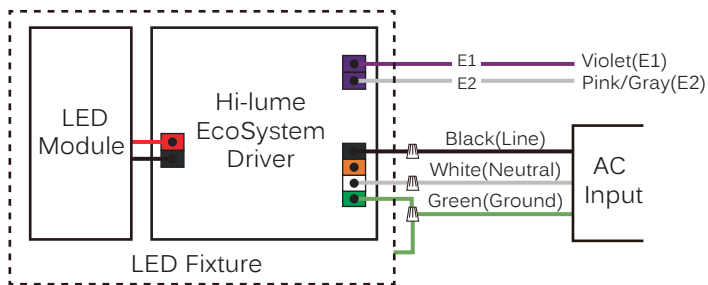 E1
Violet(E1)
E2
Pink/Gray(E2)
LED
Module
Hi-lume
EcoSystem
Driver
Black(Line)
White(Neutral)
Green(Ground)
AC
Input
LED Fixture